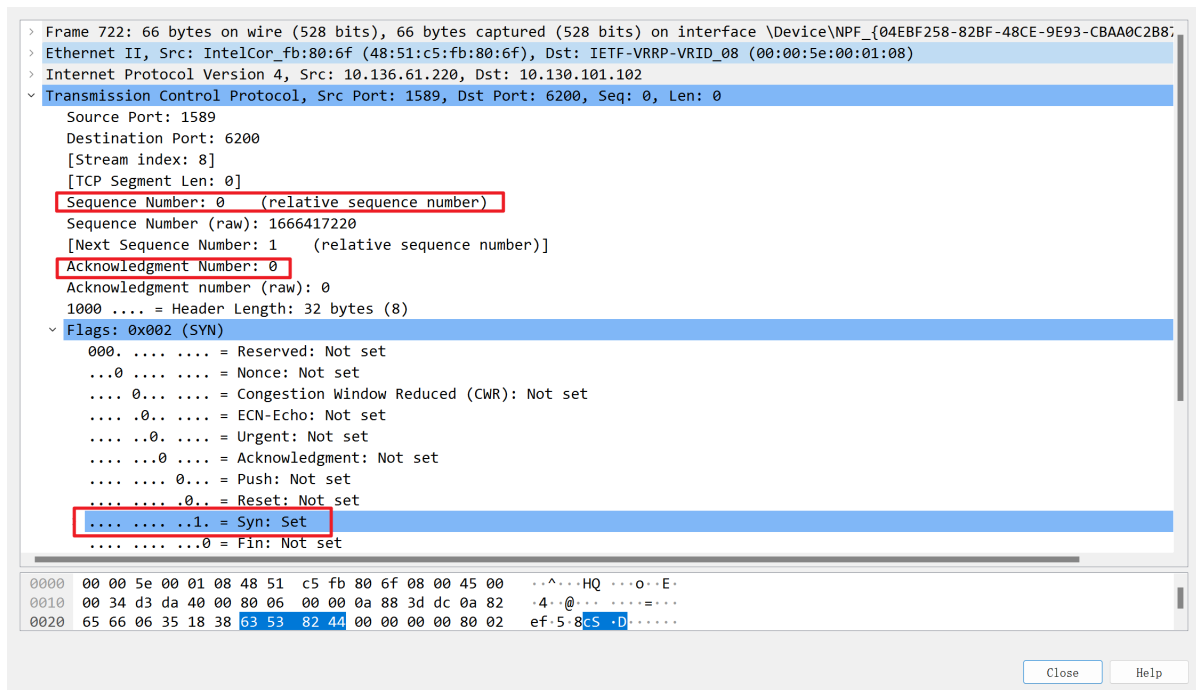 Frame 722: 66 bytes on wire (528 bits), 66 bytes captured (528 bits) on interface \Device\NPF_{04EBF258-82BF-48CE-9E93-CBAA0C2B87
Ethernet II, Src: IntelCor_fb:80:6f (48:51:c5:fb:80:6f), Dst: IETF-VRRP-VRID_08 (00:00:5e:00:01:08)
Internet Protocol Version 4, Src: 10.136.61.220, Dst: 10.130.101.102
Transmission Control Protocol, Src Port: 1589, Dst Port: 6200, Seq: 0, Len: 0
Source Port: 1589
Destination Port: 6200
[Stream index: 8]
[TCP Segment Len: 0]
Sequence Number: 0    (relative sequence number)
Sequence Number (raw): 1666417220
[Next Sequence Number: 1    (relative sequence number)]
Acknowledgment Number: 0
Acknowledgment number (raw): 0
1000 .... = Header Length: 32 bytes (8)
Flags: 0x002 (SYN)
000. .... .... = Reserved: Not set
...0 .... .... = Nonce: Not set
.... 0... .... = Congestion Window Reduced (CWR): Not set
.... .0.. .... = ECN-Echo: Not set
.... ..0. .... = Urgent: Not set
.... ...0 .... = Acknowledgment: Not set
.... .... 0... = Push: Not set
.... .... .0.. = Reset: Not set
.... .... ..1. = Syn: Set
.... .... ...0 = Fin: Not set
0000  00 00 5e 00 01 08 48 51  c5 fb 80 6f 08 00 45 00  ··^···HQ ···o··E·
0010  00 34 d3 da 40 00 80 06  00 00 0a 88 3d dc 0a 82  ·4··@··· ····=···
0020  65 66 06 35 18 38 63 53  82 44 00 00 00 00 80 02  ef·5·8cS ·D······
Close
Help